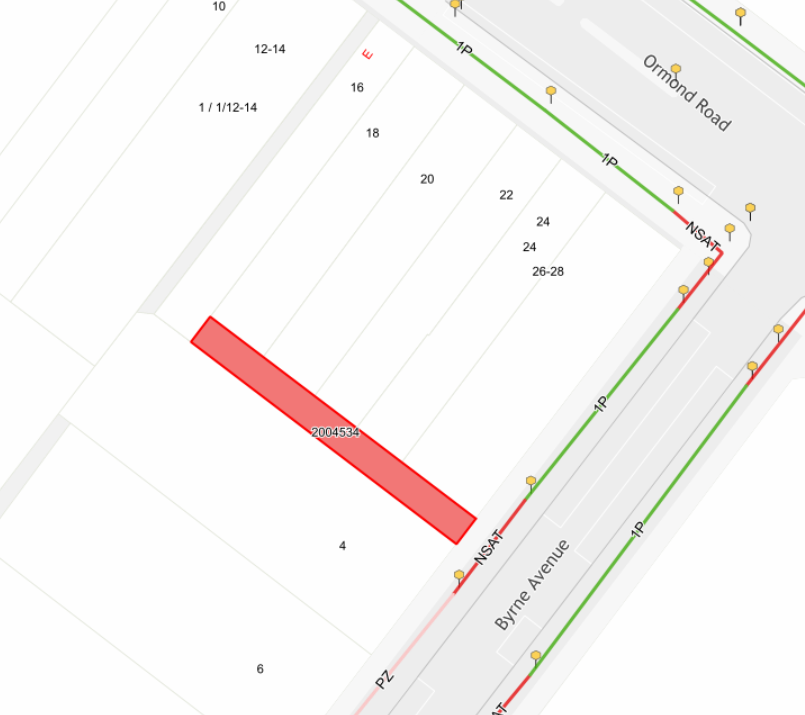 10
12-14
1P
E
Ormond Road
16
1 / 1/12-14
18
1P
20
22
24
NSAT
24
26-28
1P
2004534
1P
4
NSAT
Byrne Avenue
6
PZ
AT